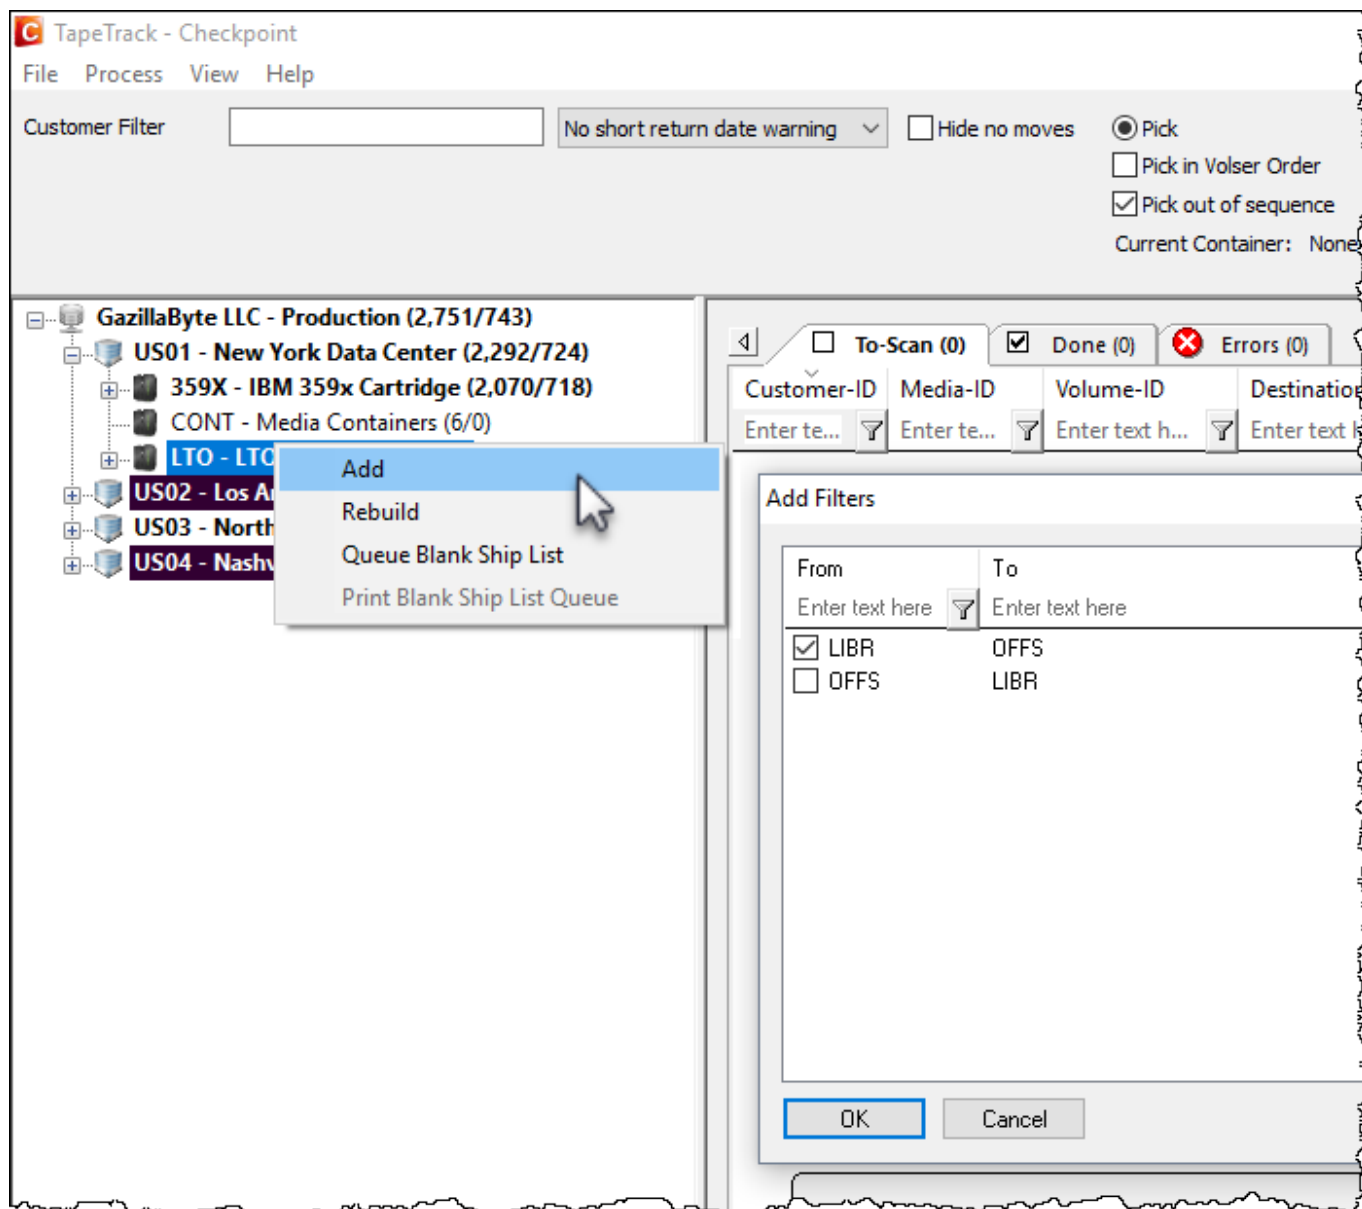 TapeTrack - Checkpoint
File Process View Help
Customer Filter No short return date warning Hide no moves Pick
Pick in Volser Order
Pick out of sequence
Current Container: None
GazillaByte LLC - Production (2,751/743)
US01 - New York Data Center (2,292/724)
359X - IBM 359x Cartridge (2,070/718)
CONT - Media Containers (6/0)
LTO - LTO
US02 - Los
US03 - North
US04 - Nash
Add
Rebuild
Queue Blank Ship List
Print Blank Ship List Queue
To-Scan (0) Done (0) Errors (0)
Customer-ID Media-ID Volume-ID Destination
Enter te... Enter te... Enter text h... Enter text
Add Filters
From To
Enter text here Enter text here
LIBR OFFS
OFFS LIBR
OK Cancel